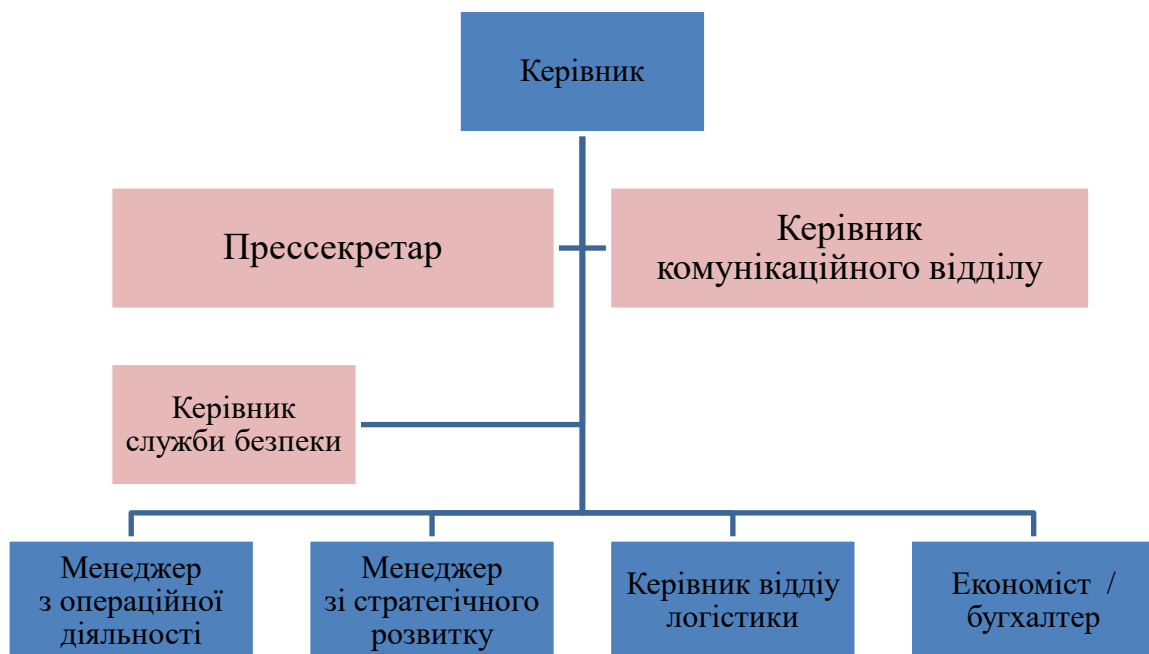 Керівник
Прессекретар
Керівник
комунікаційного відділу
Керівник
служби безпеки
Менеджер
з операційної
діяльності
Менеджер
зі стратегічного
розвитку
Керівник віддіу
логістики
Економіст /
бугхалтер